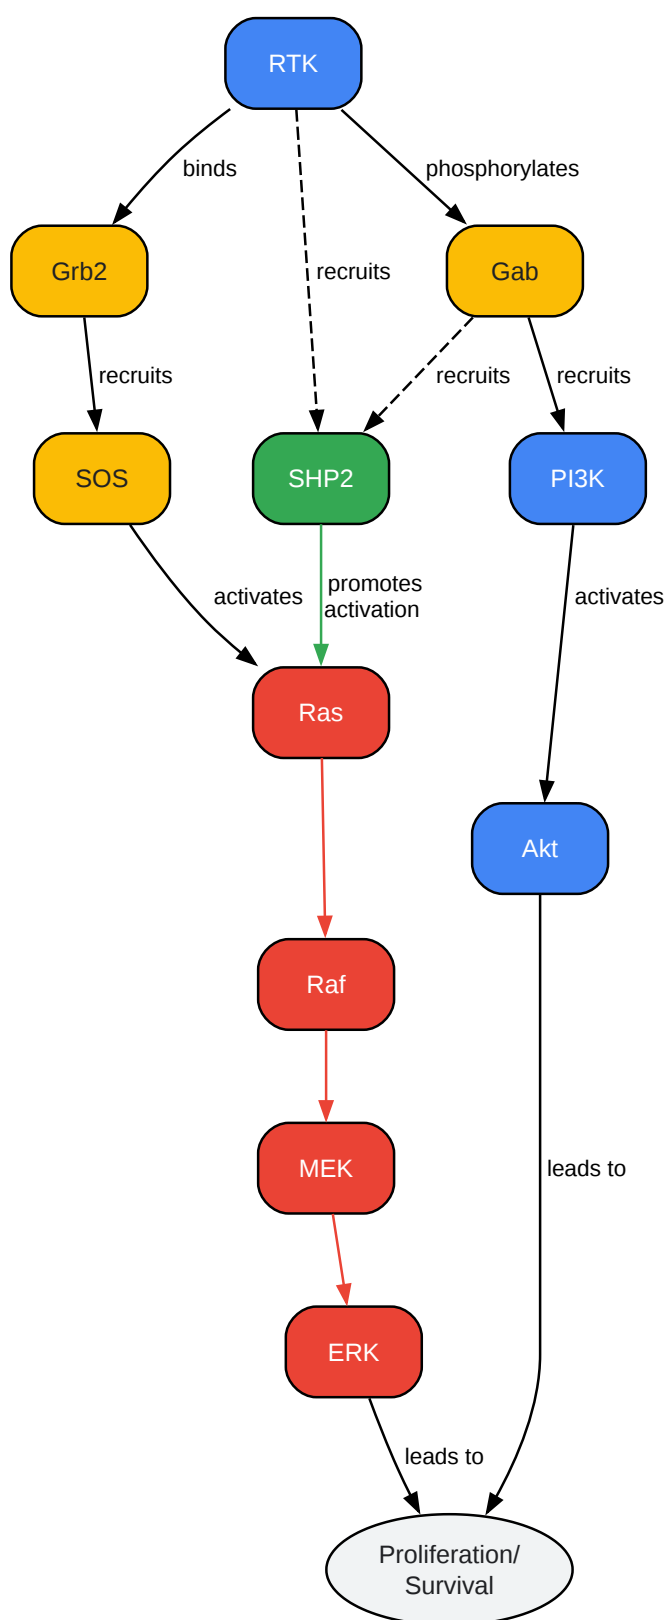 RTK
binds
phosphorylates
recruits
Grb2
Gab
recruits
recruits
recruits
SOS
SHP2
PI3K
activates
promotes
activation
activates
Ras
Akt
Raf
MEK
leads to
ERK
leads to
Proliferation/
Survival